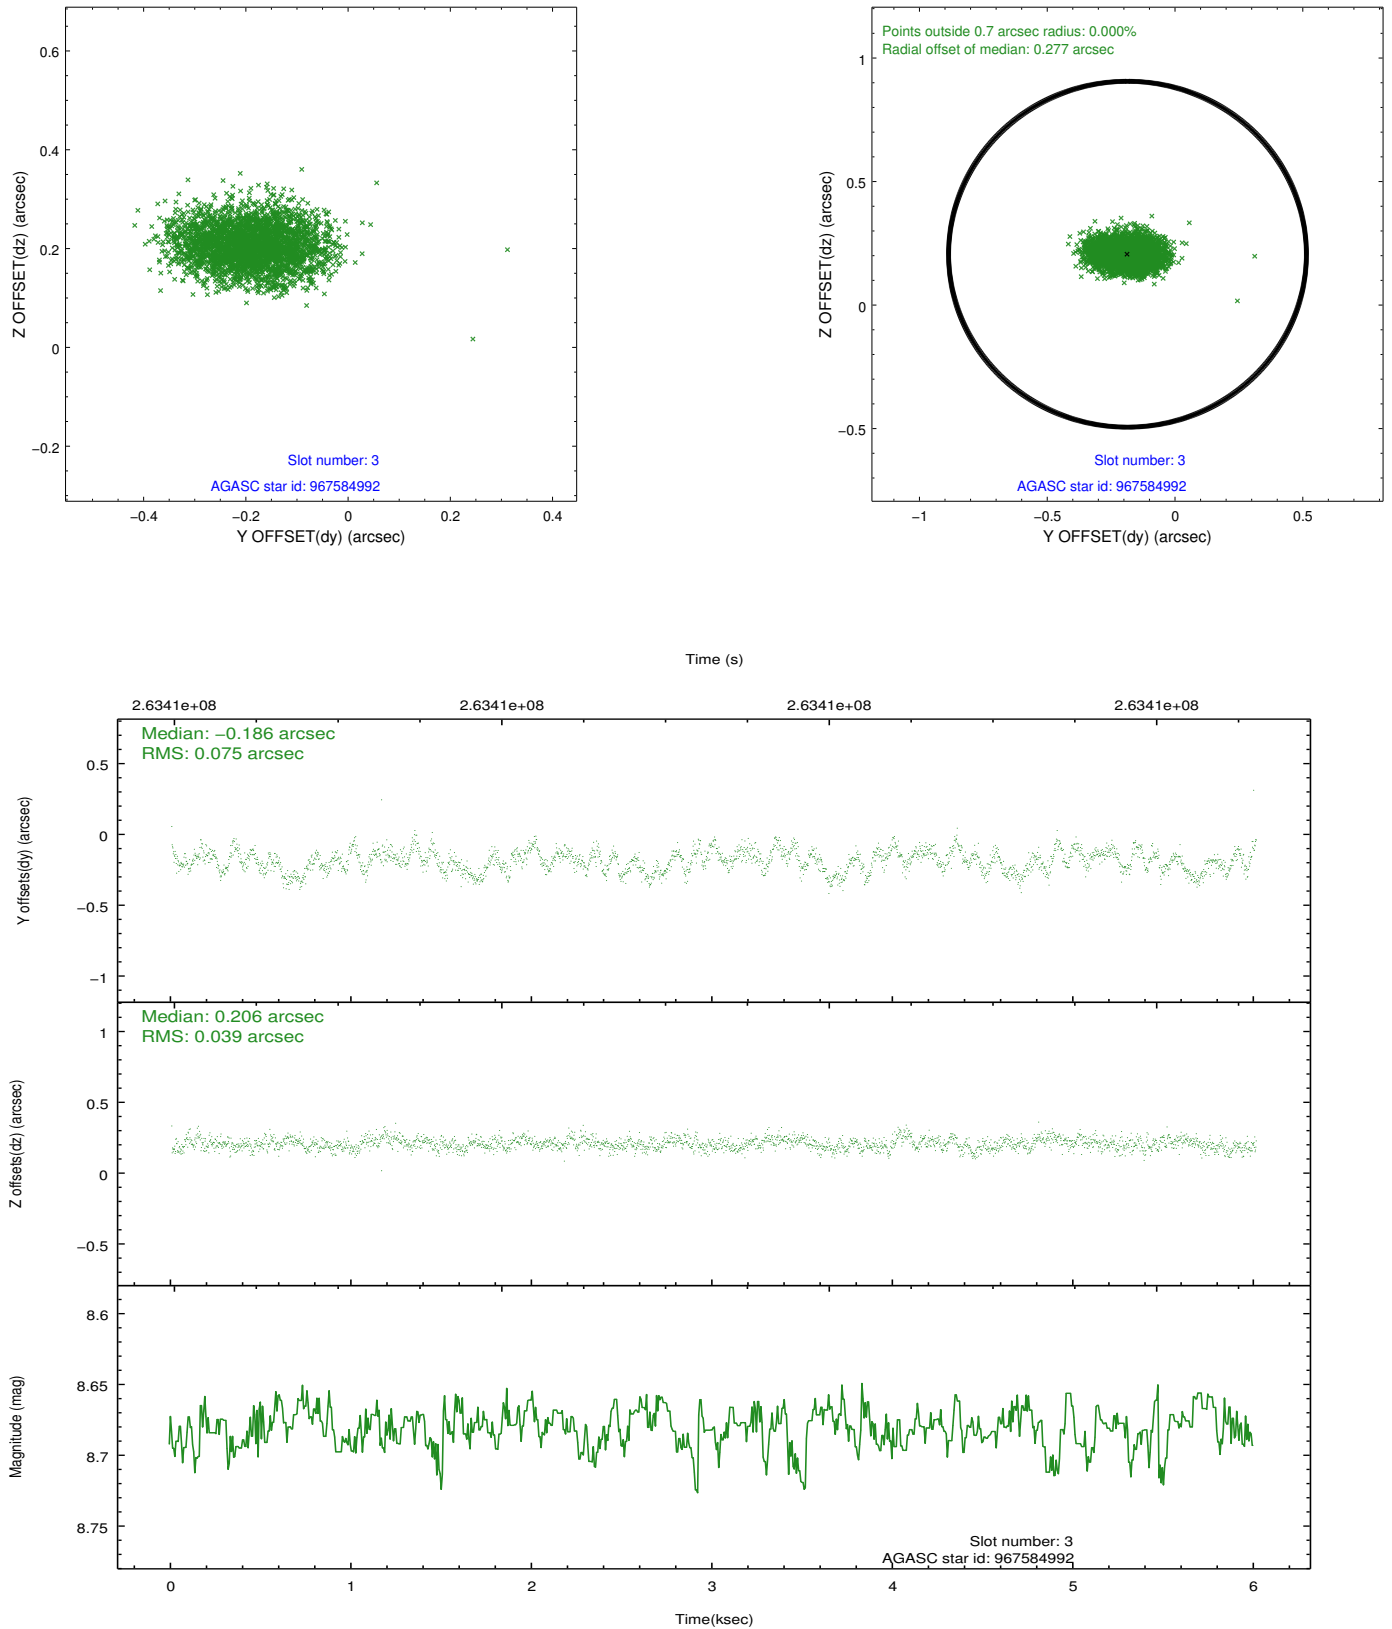 0.6
0.4
0.2
0
−0.2
Z OFFSET(dz) (arcsec)
Slot number: 3
AGASC star id: 967584992
−0.4
−0.2
0
0.2
0.4
Y OFFSET(dy) (arcsec)
Points outside 0.7 arcsec radius: 0.000%
Radial offset of median: 0.277 arcsec
1
0.5
0
−0.5
Z OFFSET(dz) (arcsec)
Slot number: 3
AGASC star id: 967584992
−1
−0.5
0
0.5
Y OFFSET(dy) (arcsec)
Time (s)
2.6341e+08
2.6341e+08
2.6341e+08
2.6341e+08
Median: −0.186 arcsec
RMS: 0.075 arcsec
0.5
0
−0.5
−1
Y offsets(dy) (arcsec)
Median: 0.206 arcsec
RMS: 0.039 arcsec
1
0.5
0
−0.5
Z offsets(dz) (arcsec)
8.6
8.65
8.7
8.75
Magnitude (mag)
Slot number: 3
AGASC star id: 967584992
0
1
2
3
4
5
6
Time(ksec)